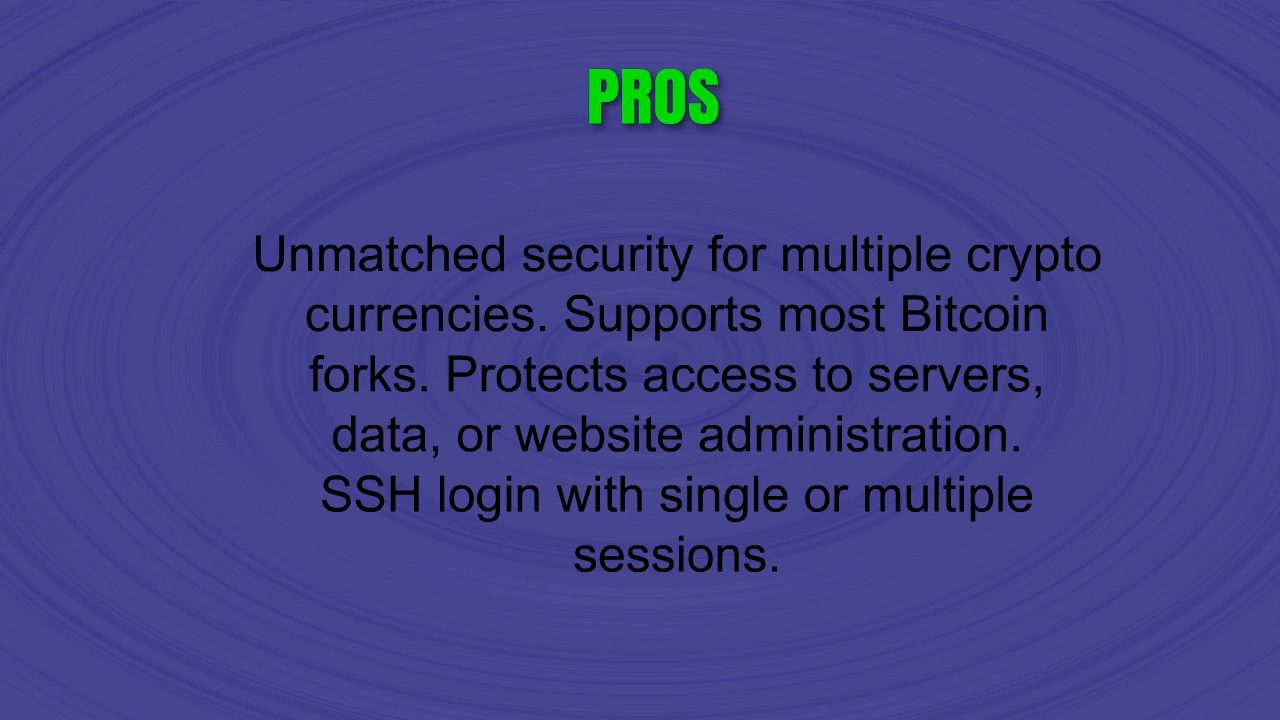 PROS
Unmatched security for multiple crypto
currencies. Supports most Bitcoin
forks. Protects access to servers,
data, or website administration.
SSH login with single or multiple
sessions.